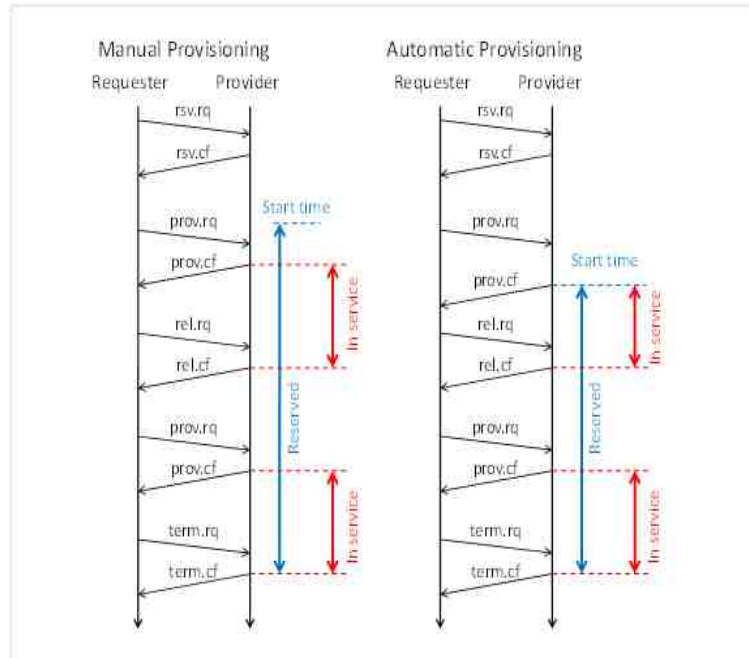 Manual Provisioning
Requester Provider
rsv.rq
rsv.cf
Start time
prov.rq
prov.cf
In service
rel.rq
rel.cf
Reserved
prov.rq
prov.cf
In service
term.rq
term.cf
Automatic Provisioning
Requester Provider
rsv.rq
rsv.cf
prov.rq
Start time
prov.cf
In service
rel.rq
rel.cf
Reserved
prov.rq
prov.cf
In service
term.rq
term.cf